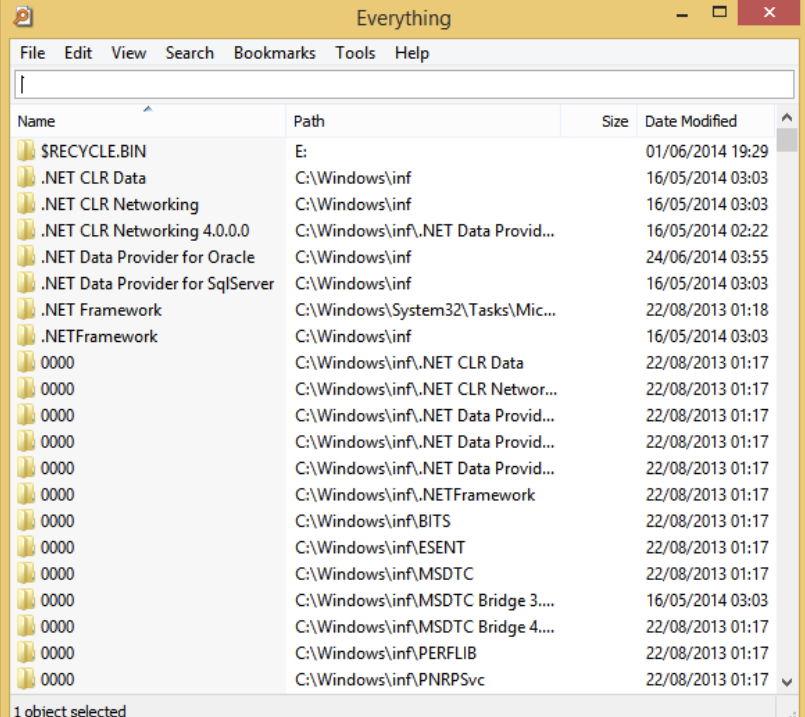 Everything
File Edit View Search Bookmarks Tools Help
Name Path Size Date Modified
$RECYCLE.BIN E: 01/06/2014 19:29
.NET CLR Data C:\Windows\inf 16/05/2014 03:03
.NET CLR Networking C:\Windows\inf 16/05/2014 03:03
.NET CLR Networking 4.0.0.0 C:\Windows\inf\.NET Data Provid... 16/05/2014 02:22
.NET Data Provider for Oracle C:\Windows\inf 24/06/2014 03:55
.NET Data Provider for SqlServer C:\Windows\inf 16/05/2014 03:03
.NET Framework C:\Windows\System32\Tasks\Mic... 22/08/2013 01:18
.NETFramework C:\Windows\inf 16/05/2014 03:03
0000 C:\Windows\inf\.NET CLR Data 22/08/2013 01:17
0000 C:\Windows\inf\.NET CLR Networ... 22/08/2013 01:17
0000 C:\Windows\inf\.NET Data Provid... 22/08/2013 01:17
0000 C:\Windows\inf\.NET Data Provid... 22/08/2013 01:17
0000 C:\Windows\inf\.NET Data Provid... 22/08/2013 01:17
0000 C:\Windows\inf\.NETFramework 22/08/2013 01:17
0000 C:\Windows\inf\BITS 22/08/2013 01:17
0000 C:\Windows\inf\ESENT 22/08/2013 01:17
0000 C:\Windows\inf\MSDTC 22/08/2013 01:17
0000 C:\Windows\inf\MSDTC Bridge 3.... 16/05/2014 03:03
0000 C:\Windows\inf\MSDTC Bridge 4.... 22/08/2013 01:17
0000 C:\Windows\inf\PERFLIB 22/08/2013 01:17
0000 C:\Windows\inf\PNRPSvc 22/08/2013 01:17
1 object selected